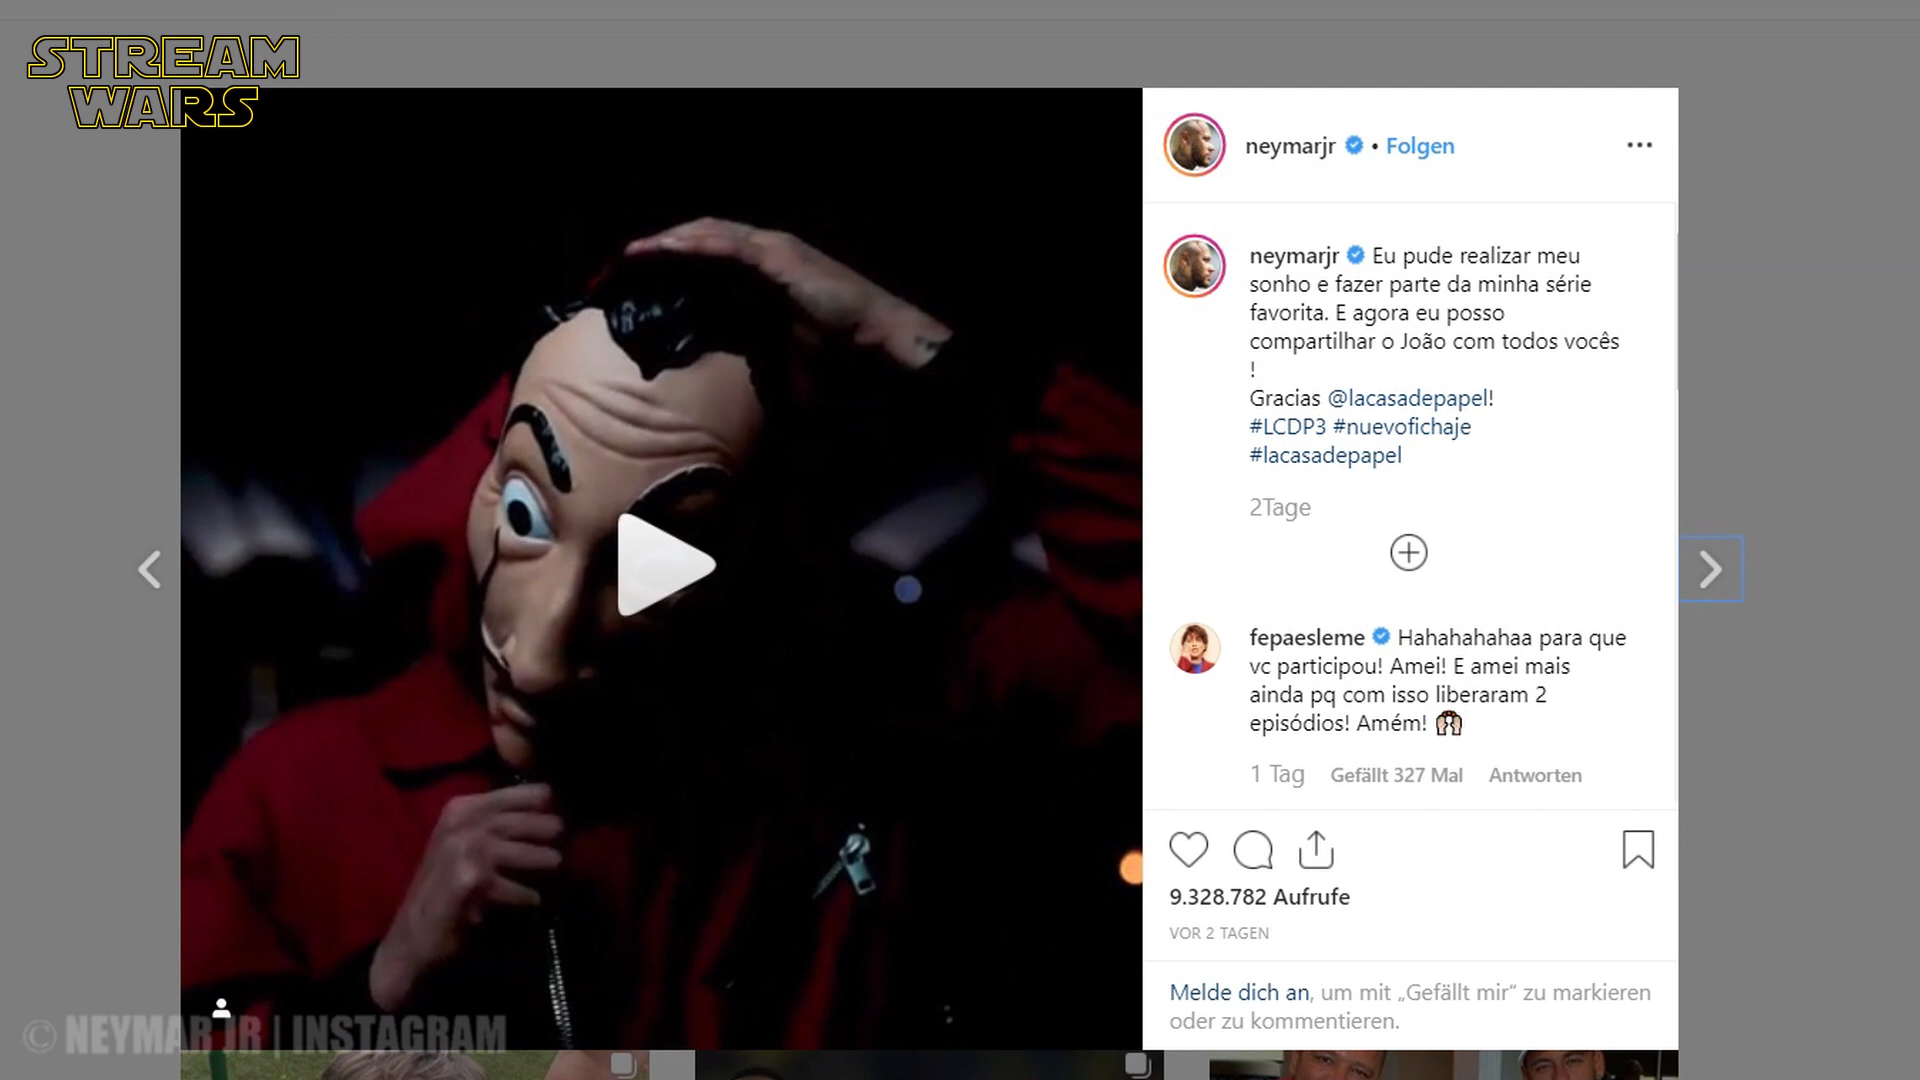 STREAM
WARS
neymarjr • Folgen
neymarjr Eu pude realizar meu
sonho e fazer parte da minha série
favorita. E agora eu posso
compartilhar o João com todos vocês
!
Gracias @lacasadepapel!
#LCDP3 #nuevofichaje
#lacasadepapel
2Tage
fepaesleme Hahahahahaa para que
vc participou! Amei! E amei mais
ainda pq com isso liberaram 2
episódios! Amém! 🙌🏻
1 Tag Gefällt 327 Mal Antworten
9.328.782 Aufrufe
VOR 2 TAGEN
Melde dich an, um mit „Gefällt mir“ zu markieren
oder zu kommentieren.
© NEYMAR JR | INSTAGRAM